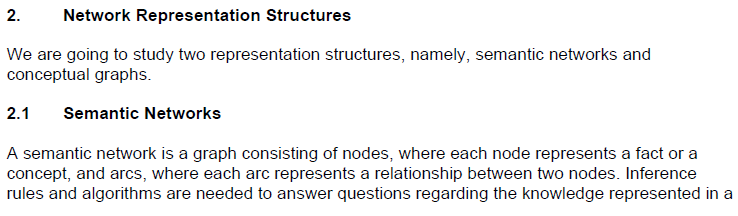 2. Network Representation Structures
We are going to study two representation structures, namely, semantic networks and
conceptual graphs.
2.1 Semantic Networks
A semantic network is a graph consisting of nodes, where each node represents a fact or a
concept, and arcs, where each arc represents a relationship between two nodes. Inference
rules and algorithms are needed to answer questions regarding the knowledge represented in a